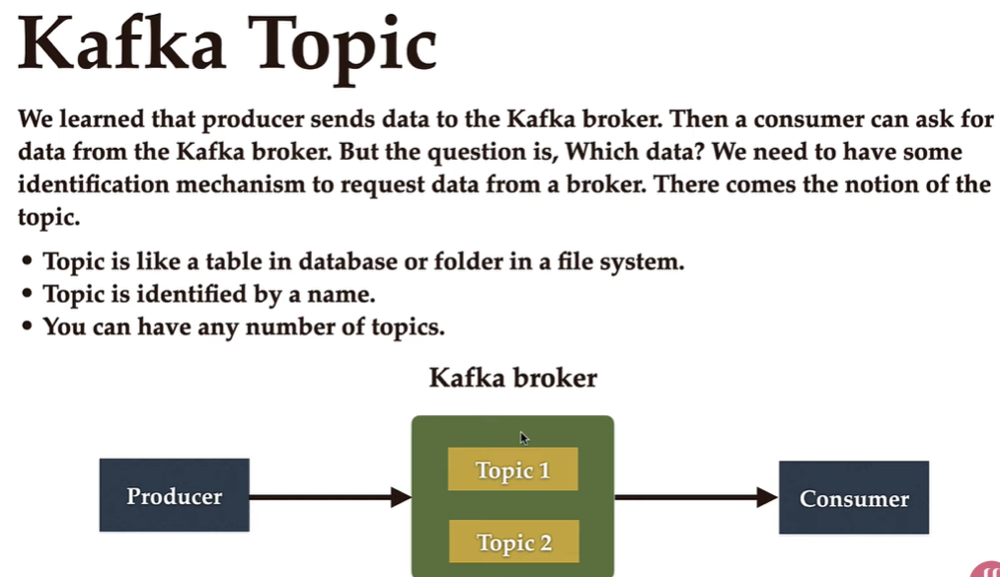 Kafka Topic
We learned that producer sends data to the Kafka broker. Then a consumer can ask for
data from the Kafka broker. But the question is, Which data? We need to have some
identification mechanism to request data from a broker. There comes the notion of the
topic.
• Topic is like a table in database or folder in a file system.
• Topic is identified by a name.
• You can have any number of topics.
Kafka broker
Topic 1
Producer
Consumer
Topic 2